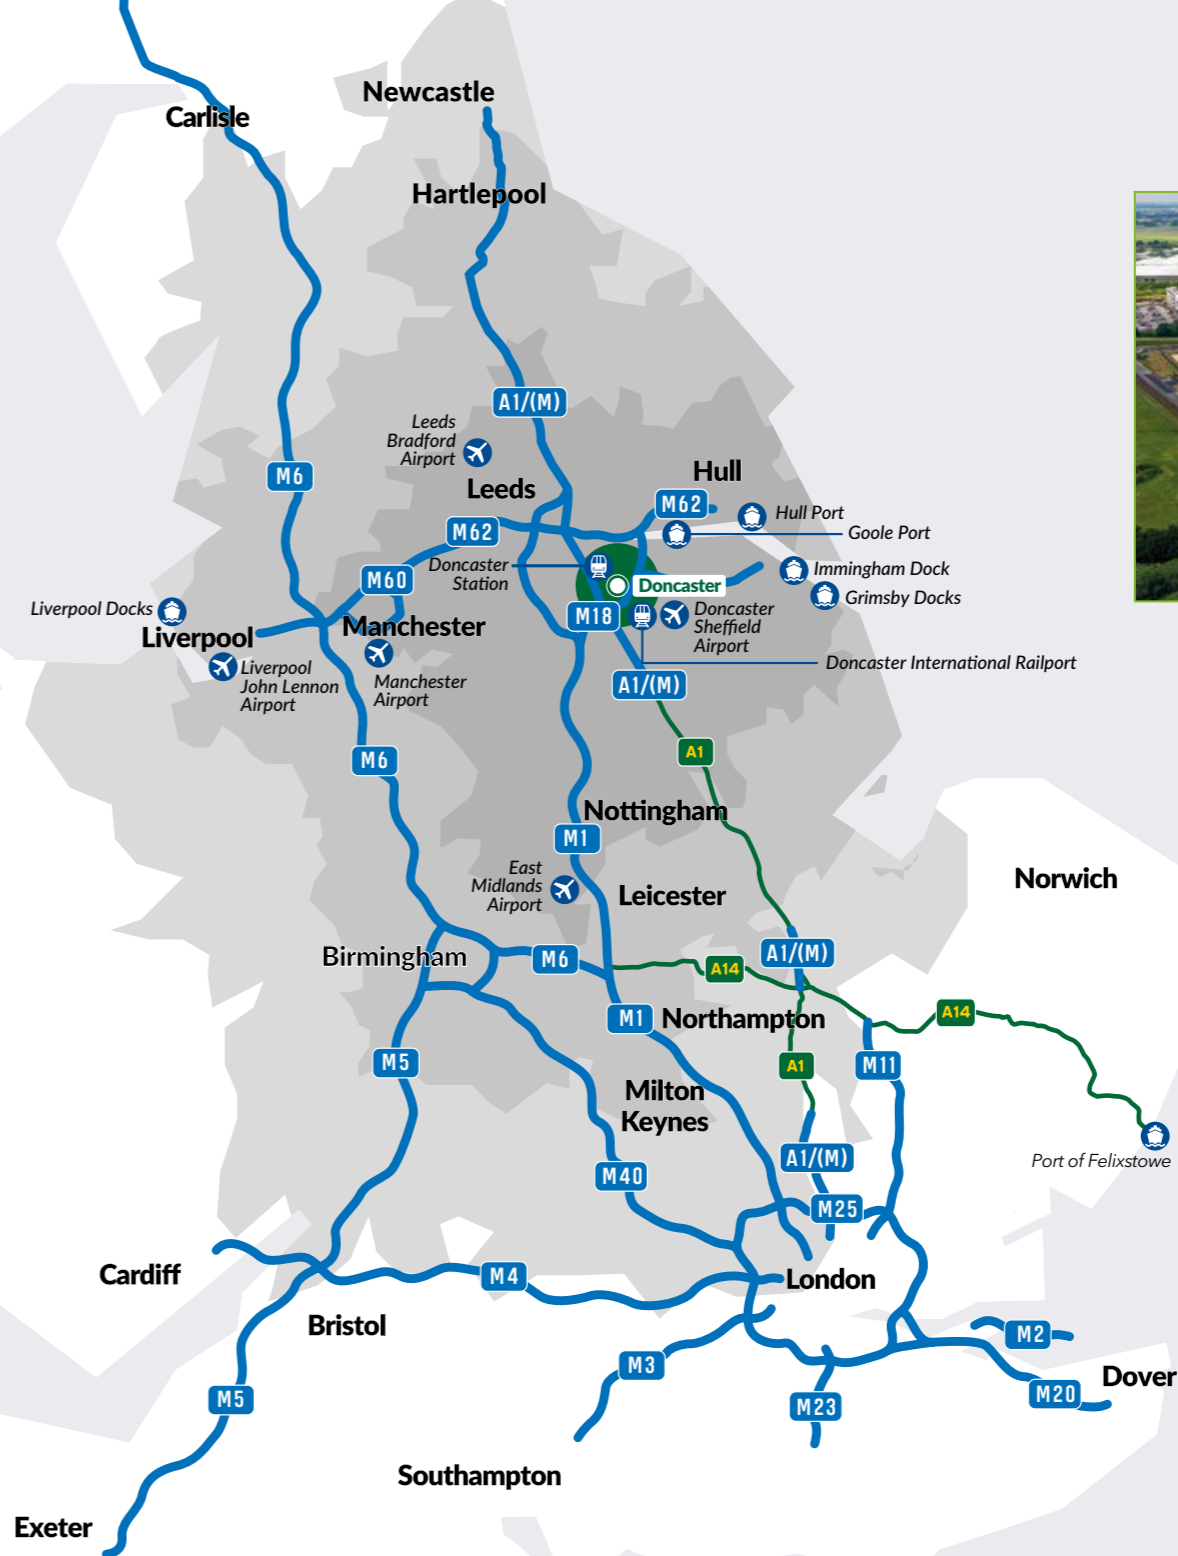 Newcastle
Carlisle
Hartlepool
A1/(M)
Leeds
Bradford
Airport
Hull
M6
Leeds
M62
Hull Port
M62
Goole Port
Doncaster
Station
Immingham Dock
M60
Doncaster
Grimsby Docks
Liverpool Docks
M18
Doncaster
Sheffield
Airport
Liverpool
Manchester
Liverpool
John Lennon
Airport
Manchester
Airport
Doncaster International Railport
A1/(M)
A1
M6
Nottingham
M1
East
Midlands
Airport
Leicester
Norwich
Birmingham
M6
A1/(M)
A14
M1
Northampton
A14
M5
A1
M11
Milton
Keynes
Port of Felixstowe
A1/(M)
M40
M25
Cardiff
M4
London
Bristol
M2
M3
Dover
M5
M23
M20
Southampton
Exeter